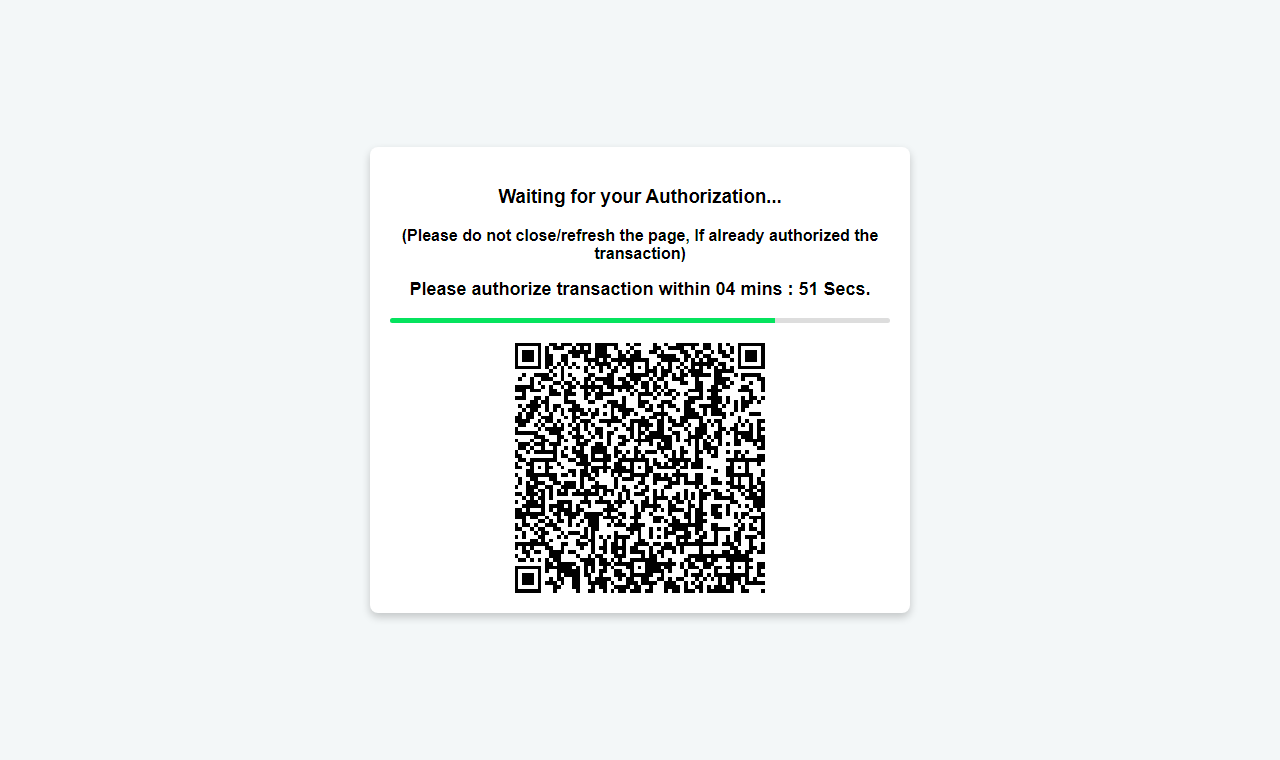 Waiting for your Authorization...
(Please do not close/refresh the page, If already authorized the
transaction)
Please authorize transaction within 04 mins : 51 Secs.